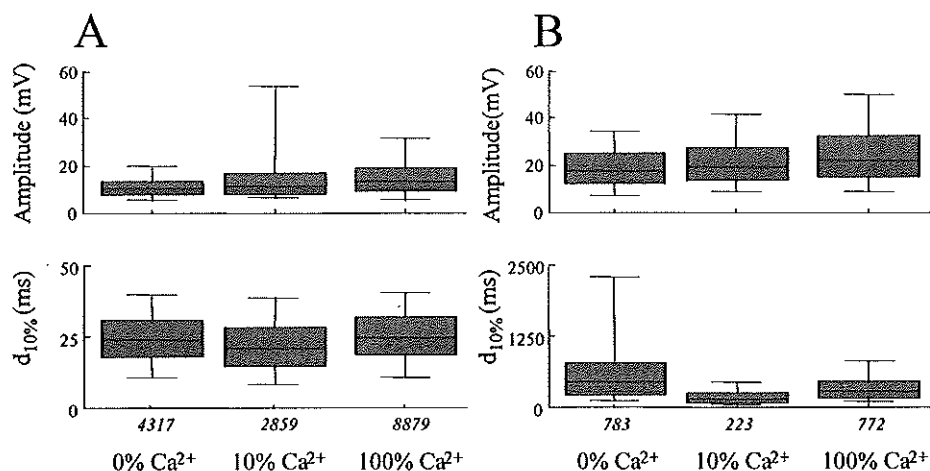 A
B
Amplitude (mV)
60
40
20
0
Amplitude(mV)
60
40
20
0
d10% (ms)
50
25
0
d10% (ms)
2500
1250
0
4317 2859 8879
783 223 772
0% Ca2+ 10% Ca2+ 100% Ca2+
0% Ca2+ 10% Ca2+ 100% Ca2+